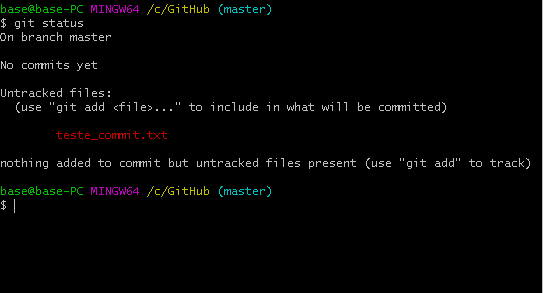 base@base-PC MINGW64 /c/GitHub (master)
$ git status
On branch master
No commits yet
Untracked files:
(use "git add <file>..." to include in what will be committed)
teste_commit.txt
nothing added to commit but untracked files present (use "git add" to track)
base@base-PC MINGW64 /c/GitHub (master)
$